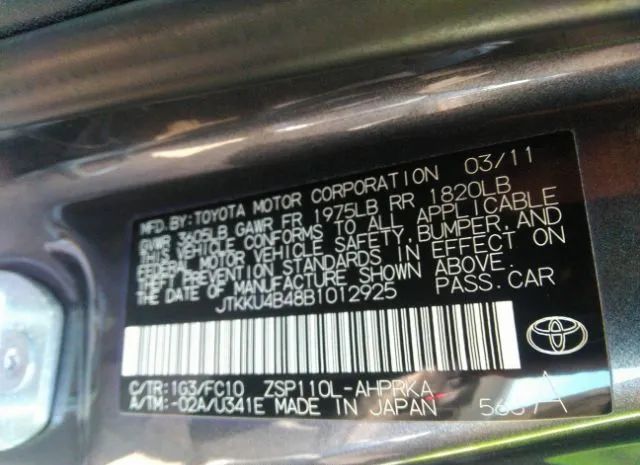 MFD. BY: TOYOTA MOTOR CORPORATION 03/11
GVWR 3605LB GAWR FR 1975LB RR 1820LB
THIS VEHICLE CONFORMS TO ALL APPLICABLE
FEDERAL MOTOR VEHICLE SAFETY, BUMPER, AND
THEFT PREVENTION STANDARDS IN EFFECT ON
THE DATE OF MANUFACTURE SHOWN ABOVE.
JTKKU4B48B1012925 PASS. CAR
C/TR: 1G3/FC10 ZSP110L-AHPRKA
A/TM: -02A/U341E MADE IN JAPAN
A